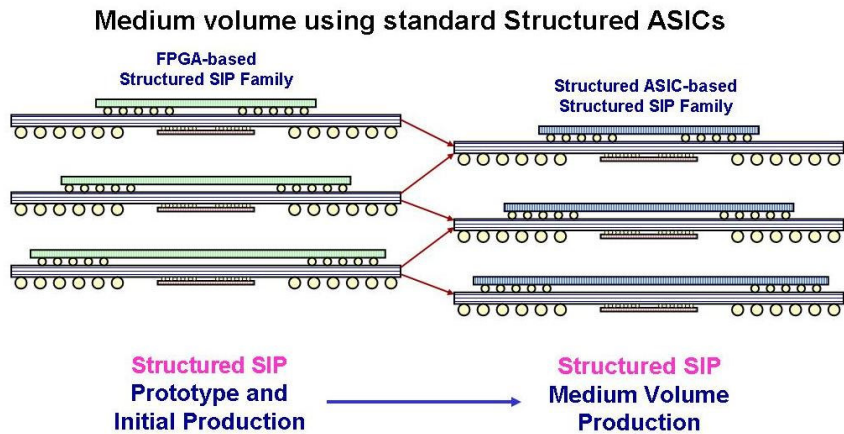 Medium volume using standard Structured ASICs
FPGA-based
Structured SIP Family
Structured ASIC-based
Structured SIP Family
Structured SIP
Prototype and
Initial Production
Structured SIP
Medium Volume
Production